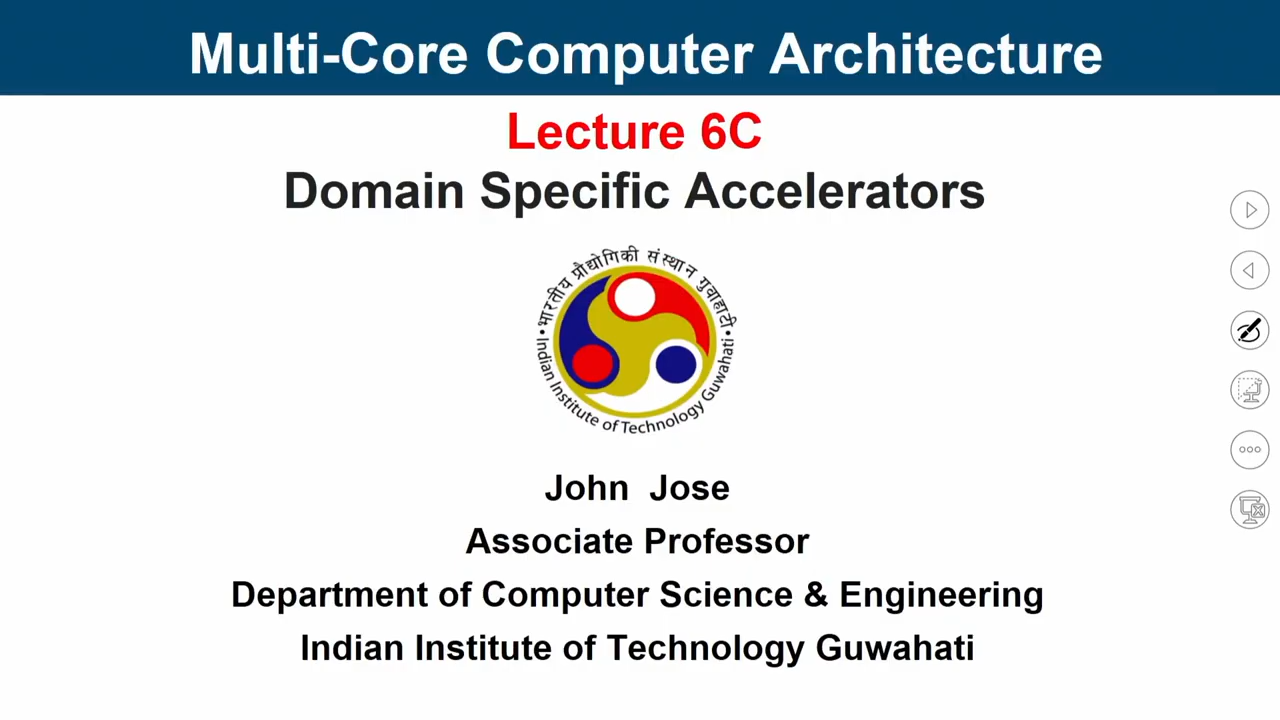 Multi-Core Computer Architecture
Lecture 6C
Domain Specific Accelerators
भारतीय प्रौद्योगिकी संस्थान गुवाहाटी
Indian Institute of Technology Guwahati
John Jose
Associate Professor
Department of Computer Science & Engineering
Indian Institute of Technology Guwahati